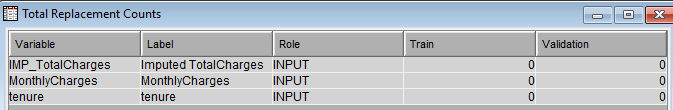 Total Replacement Counts
Variable Label Role Train Validation
IMP_TotalCharges Imputed TotalCharges INPUT 0 0
MonthlyCharges MonthlyCharges INPUT 0 0
tenure tenure INPUT 0 0